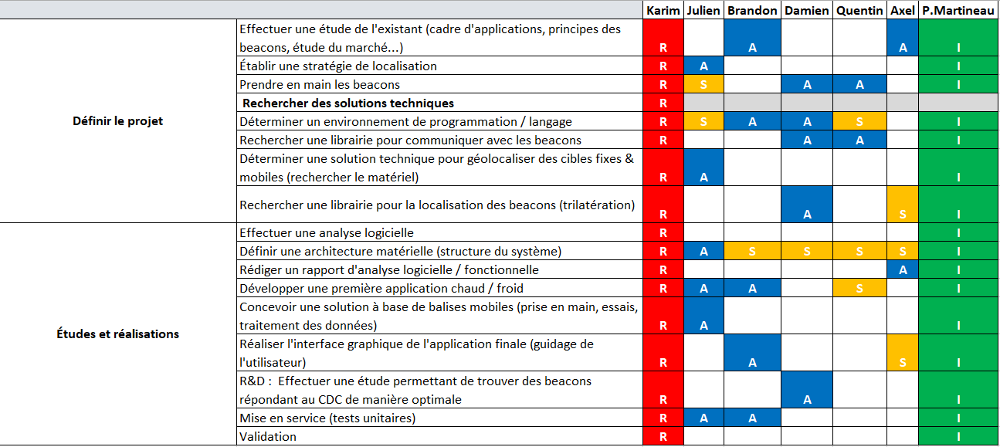 Karim Julien Brandon Damien Quentin Axel P.Martineau
Définir le projet
Effectuer une étude de l'existant (cadre d'applications, principes des
beacons, étude du marché...) R A A I
Établir une stratégie de localisation R A I
Prendre en main les beacons R S A A I
Rechercher des solutions techniques R
Déterminer un environnement de programmation / langage R S A A S I
Rechercher une librairie pour communiquer avec les beacons R A A I
Déterminer une solution technique pour géolocaliser des cibles fixes &
mobiles (rechercher le matériel) R A I
Rechercher une librairie pour la localisation des beacons (trilatération) R A S I
Études et réalisations
Effectuer une analyse logicielle R I
Définir une architecture matérielle (structure du système) R A S S S S I
Rédiger un rapport d'analyse logicielle / fonctionnelle R A I
Développer une première application chaud / froid R A A S I
Concevoir une solution à base de balises mobiles (prise en main, essais,
traitement des données) R A I
Réaliser l'interface graphique de l'application finale (guidage de
l'utilisateur) R A S I
R&D : Effectuer une étude permettant de trouver des beacons
répondant au CDC de manière optimale R A I
Mise en service (tests unitaires) R A A I
Validation R I